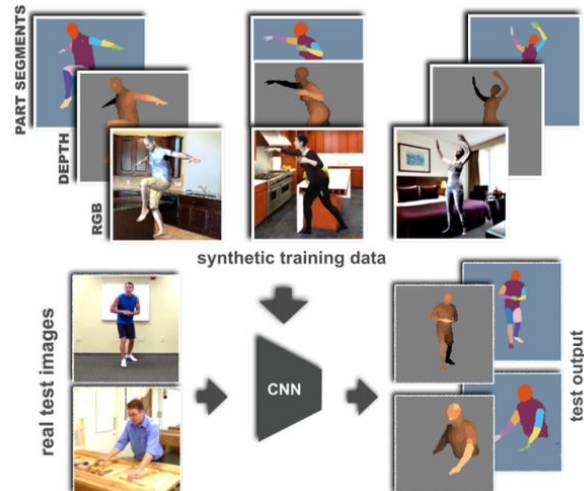 PART SEGMENTS
DEPTH
RGB
synthetic training data
real test images
CNN
test output